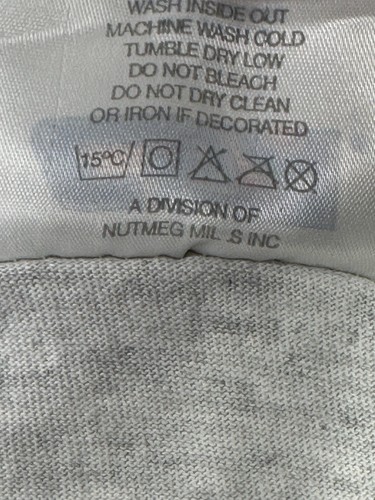 WASH INSIDE OUT
MACHINE WASH COLD
TUMBLE DRY LOW
DO NOT BLEACH
DO NOT DRY CLEAN
OR IRON IF DECORATED
15°C
A DIVISION OF
NUTMEG MIL S INC